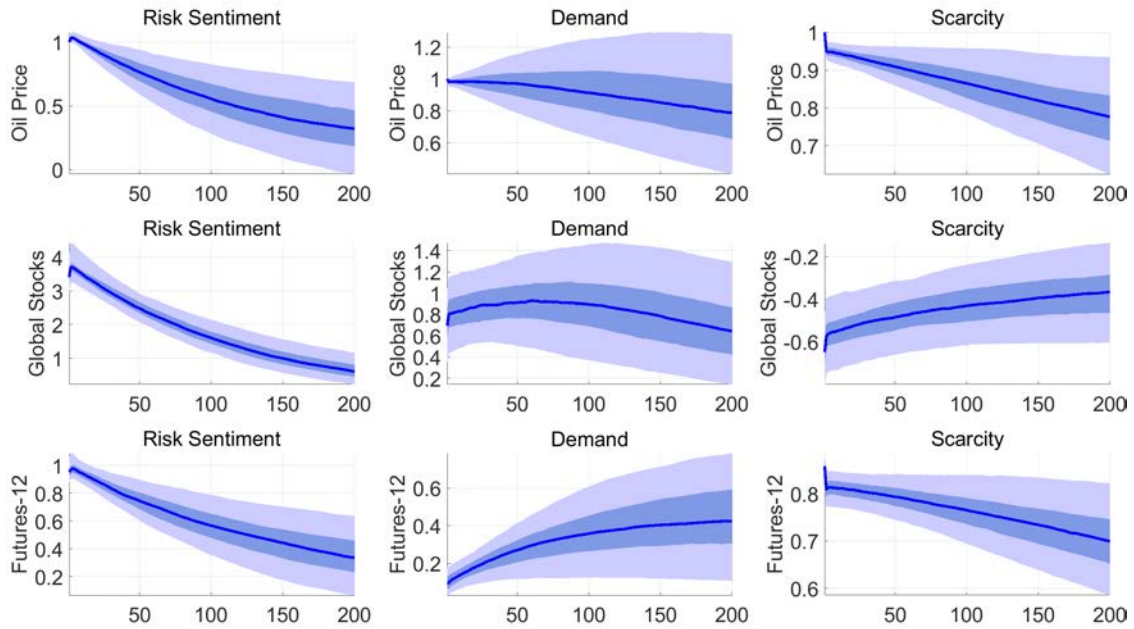 Risk Sentiment Demand Scarcity
Oil Price 1 0.5 0 50 100 150 200
Oil Price 1.2 1 0.8 0.6 50 100 150 200
Oil Price 1 0.9 0.8 0.7 50 100 150 200
Risk Sentiment Demand Scarcity
Global Stocks 4 3 2 1 50 100 150 200
Global Stocks 1.4 1.2 1 0.8 0.6 0.4 0.2 50 100 150 200
Global Stocks -0.2 -0.4 -0.6 50 100 150 200
Risk Sentiment Demand Scarcity
Futures-12 1 0.8 0.6 0.4 0.2 50 100 150 200
Futures-12 0.6 0.4 0.2 50 100 150 200
Futures-12 0.8 0.7 0.6 50 100 150 200